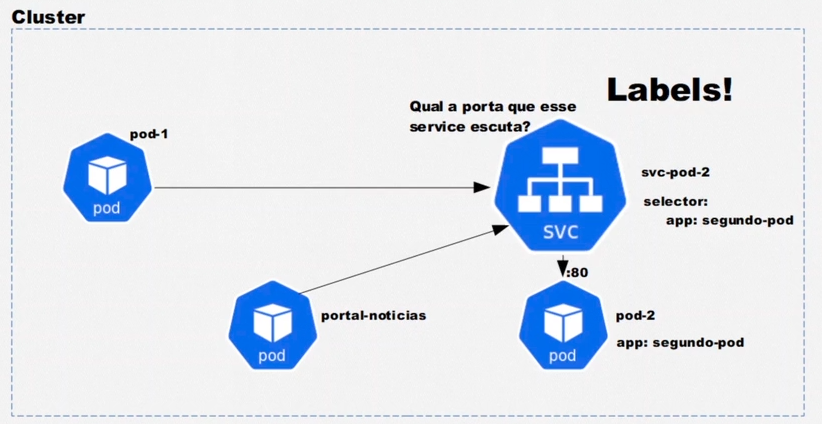 Cluster
Labels!
Qual a porta que esse
service escuta?
pod-1
pod
svc-pod-2
selector:
app: segundo-pod
svc
:80
portal-noticias
pod
pod-2
app: segundo-pod
pod